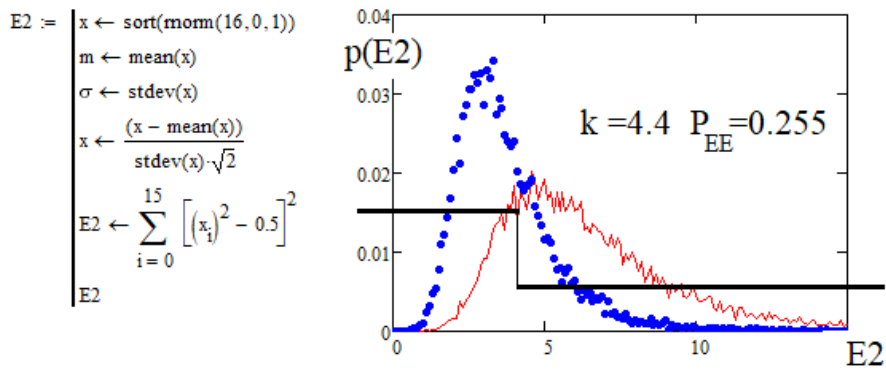 E2 := x ← sort(rnorm(16,0,1))
m ← mean(x)
σ ← stdev(x)
x ← (x − mean(x)) / stdev(x)·√2
15
E2 ← ∑ [(x_i)^2 − 0.5]^2
i = 0
E2
0.04
p(E2)
0.03
k =4.4 P_EE=0.255
0.02
0.01
0
0 5 10
E2